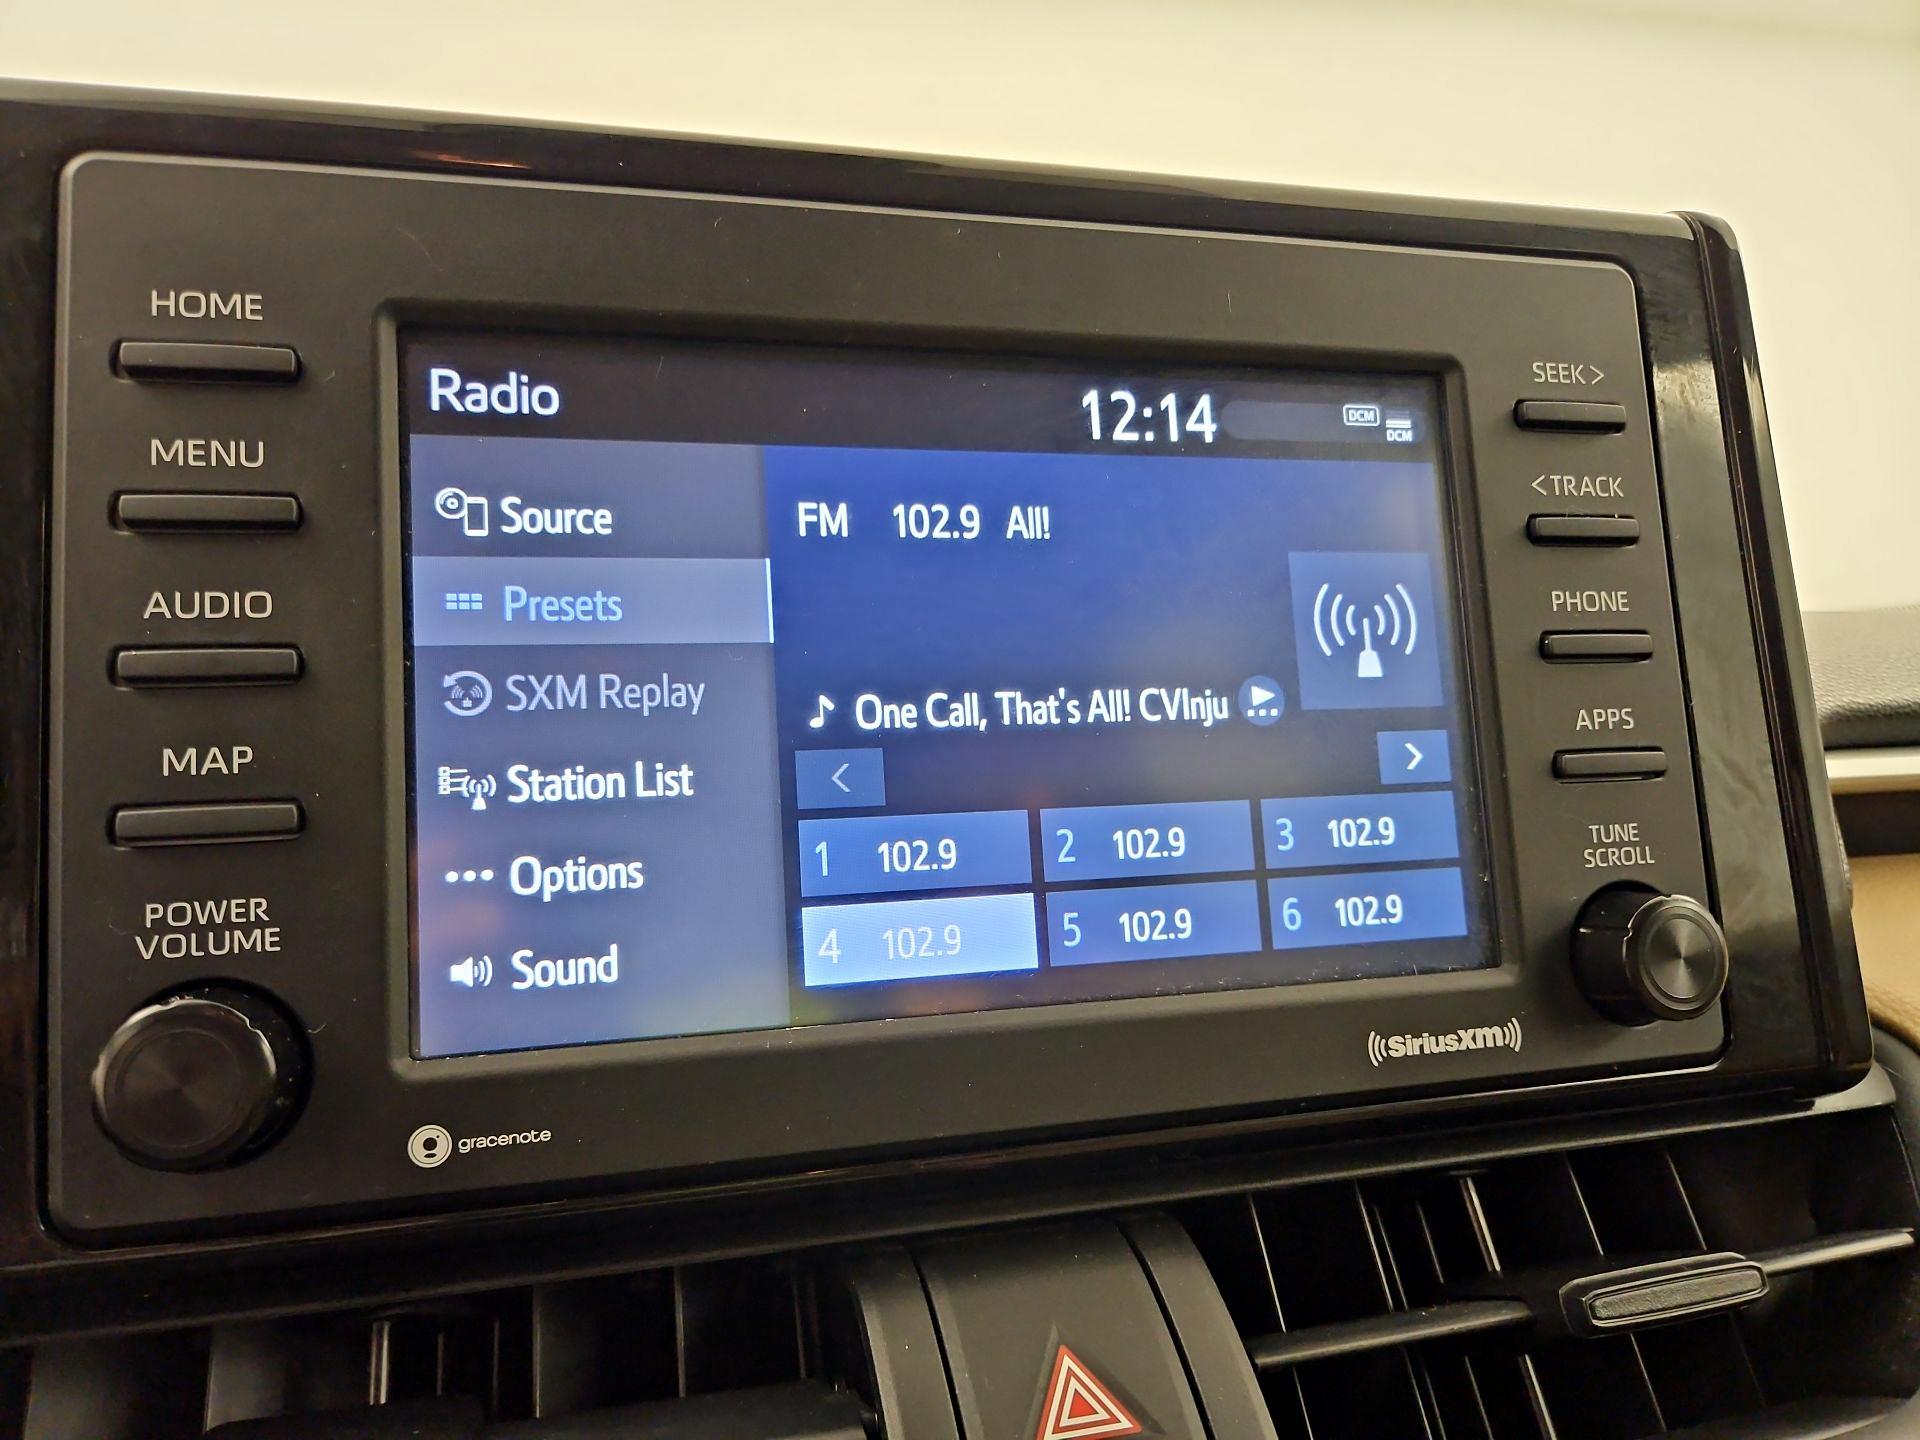 HOME
MENU
AUDIO
MAP
POWER
VOLUME
Radio
12:14
DCM
DCM
Source
Presets
SXM Replay
Station List
Options
Sound
FM 102.9 All!
One Call, That's All! CVInju
<
>
1 102.9
2 102.9
3 102.9
4 102.9
5 102.9
6 102.9
SEEK >
< TRACK
PHONE
APPS
TUNE
SCROLL
gracenote
((SiriusXM))